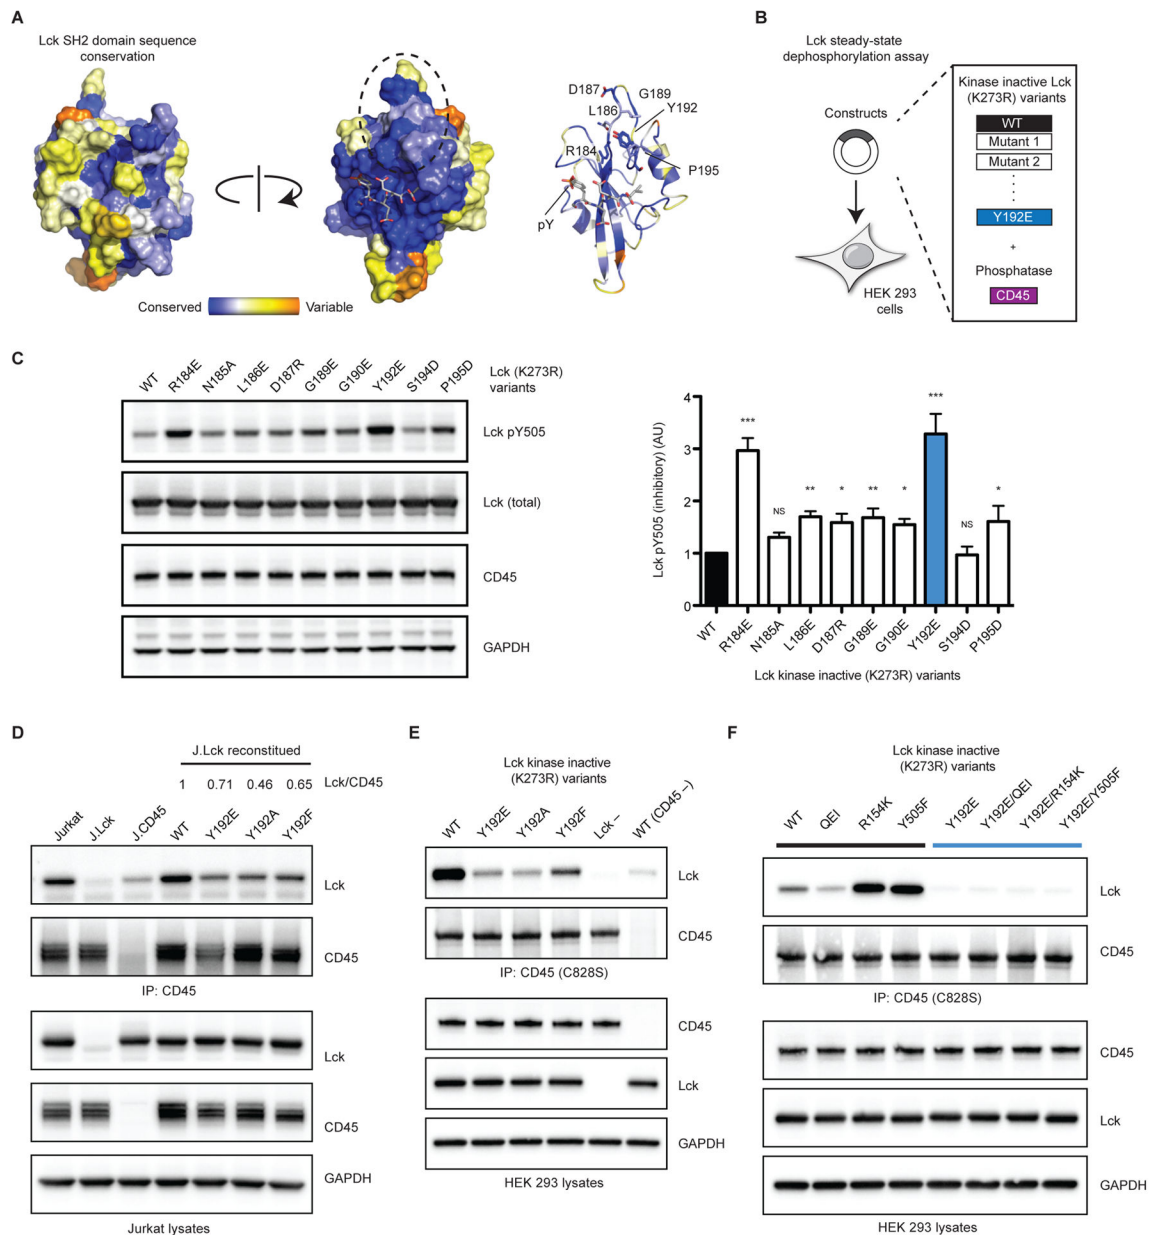 A
Lck SH2 domain sequence
conservation
Conserved
Variable
D187
G189
L186
Y192
R184
P195
pY
B
Lck steady-state
dephosphorylation assay
Constructs
HEK 293
cells
Kinase inactive Lck
(K273R) variants
WT
Mutant 1
Mutant 2
Y192E
+
Phosphatase
CD45
C
WT
R184E
N185A
L186E
D187R
G189E
G190E
Y192E
S194D
P195D
Lck (K273R)
variants
Lck pY505
Lck (total)
CD45
GAPDH
Lck pY505 (inhibitory) (AU)
4
3
2
1
0
***
NS
**
*
**
*
***
NS
*
WT
R184E
N185A
L186E
D187R
G189E
G190E
Y192E
S194D
P195D
Lck kinase inactive (K273R) variants
D
J.Lck reconstitued
1 0.71 0.46 0.65 Lck/CD45
Jurkat
J.Lck
J.CD45
WT
Y192E
Y192A
Y192F
Lck
CD45
IP: CD45
Lck
CD45
GAPDH
Jurkat lysates
E
Lck kinase inactive
(K273R) variants
WT
Y192E
Y192A
Y192F
Lck –
WT (CD45 –)
Lck
CD45
IP: CD45 (C828S)
CD45
Lck
GAPDH
HEK 293 lysates
F
Lck kinase inactive
(K273R) variants
WT
QEI
R154K
Y505F
Y192E
Y192E/QEI
Y192E/R154K
Y192E/Y505F
Lck
CD45
IP: CD45 (C828S)
CD45
Lck
GAPDH
HEK 293 lysates